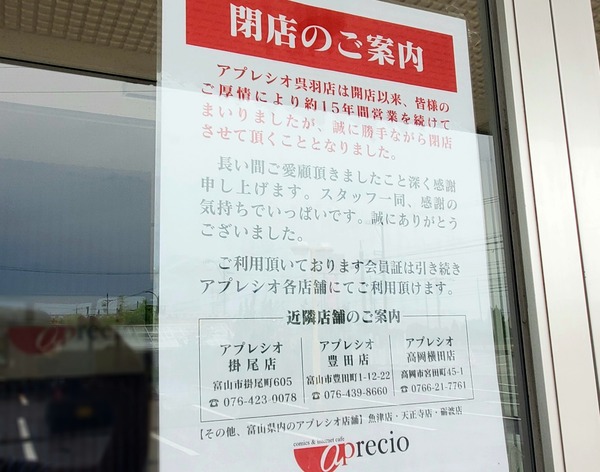 閉店のご案内
アプレシオ呉羽店は開店以来、皆様の
ご厚情により約15年間営業を続けて
まいりましたが、誠に勝手ながら閉店
させて頂くこととなりました。
長い間ご愛顧頂きましたこと深く感謝
申し上げます。スタッフ一同、感謝の
気持ちでいっぱいです。誠にありがとう
ございました。
ご利用頂いております会員証は引き続き
アプレシオ各店舗にてご利用頂けます。
近隣店舗のご案内
アプレシオ
掛尾店
富山市掛尾町605
☎ 076-423-0078
アプレシオ
豊田店
富山市豊田町1-12-22
☎ 076-439-8660
アプレシオ
高岡横田店
高岡市宮田町45-1
☎ 0766-21-7761
【その他、富山県内のアプレシオ店舗】魚津店・天正寺店・砺波店
comics & internet cafe
aprecio